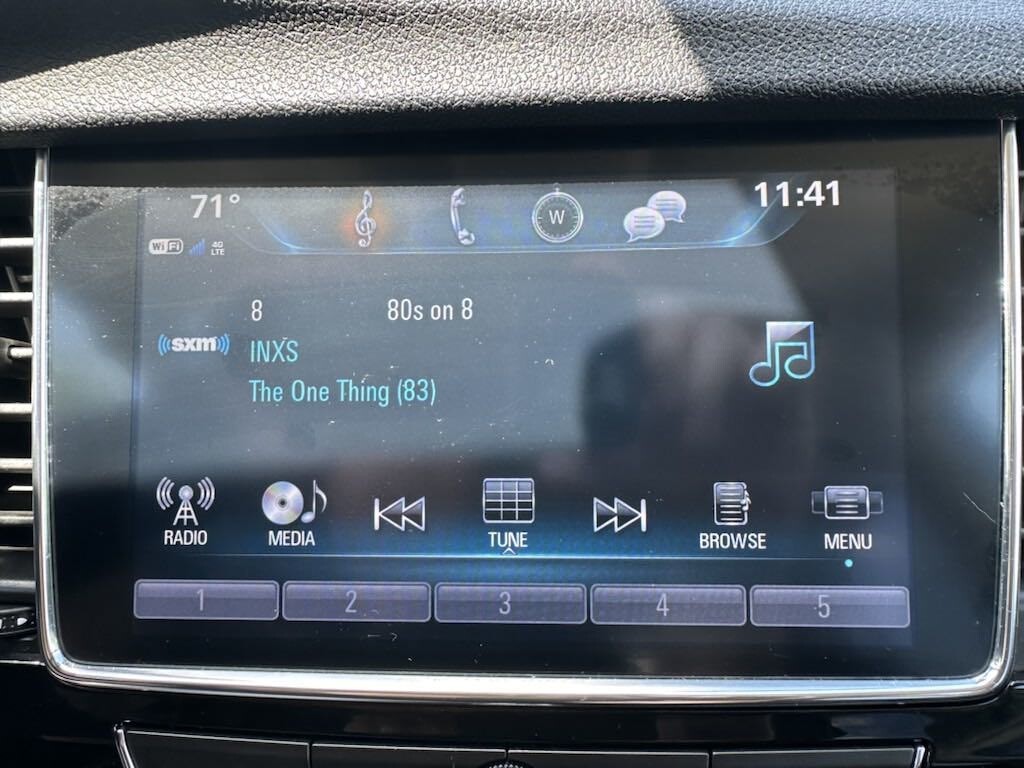 71°
W
11:41
WiFi
4G
LTE
8 80s on 8
((sxm))
INXS
The One Thing (83)
RADIO MEDIA TUNE BROWSE MENU
1 2 3 4 5